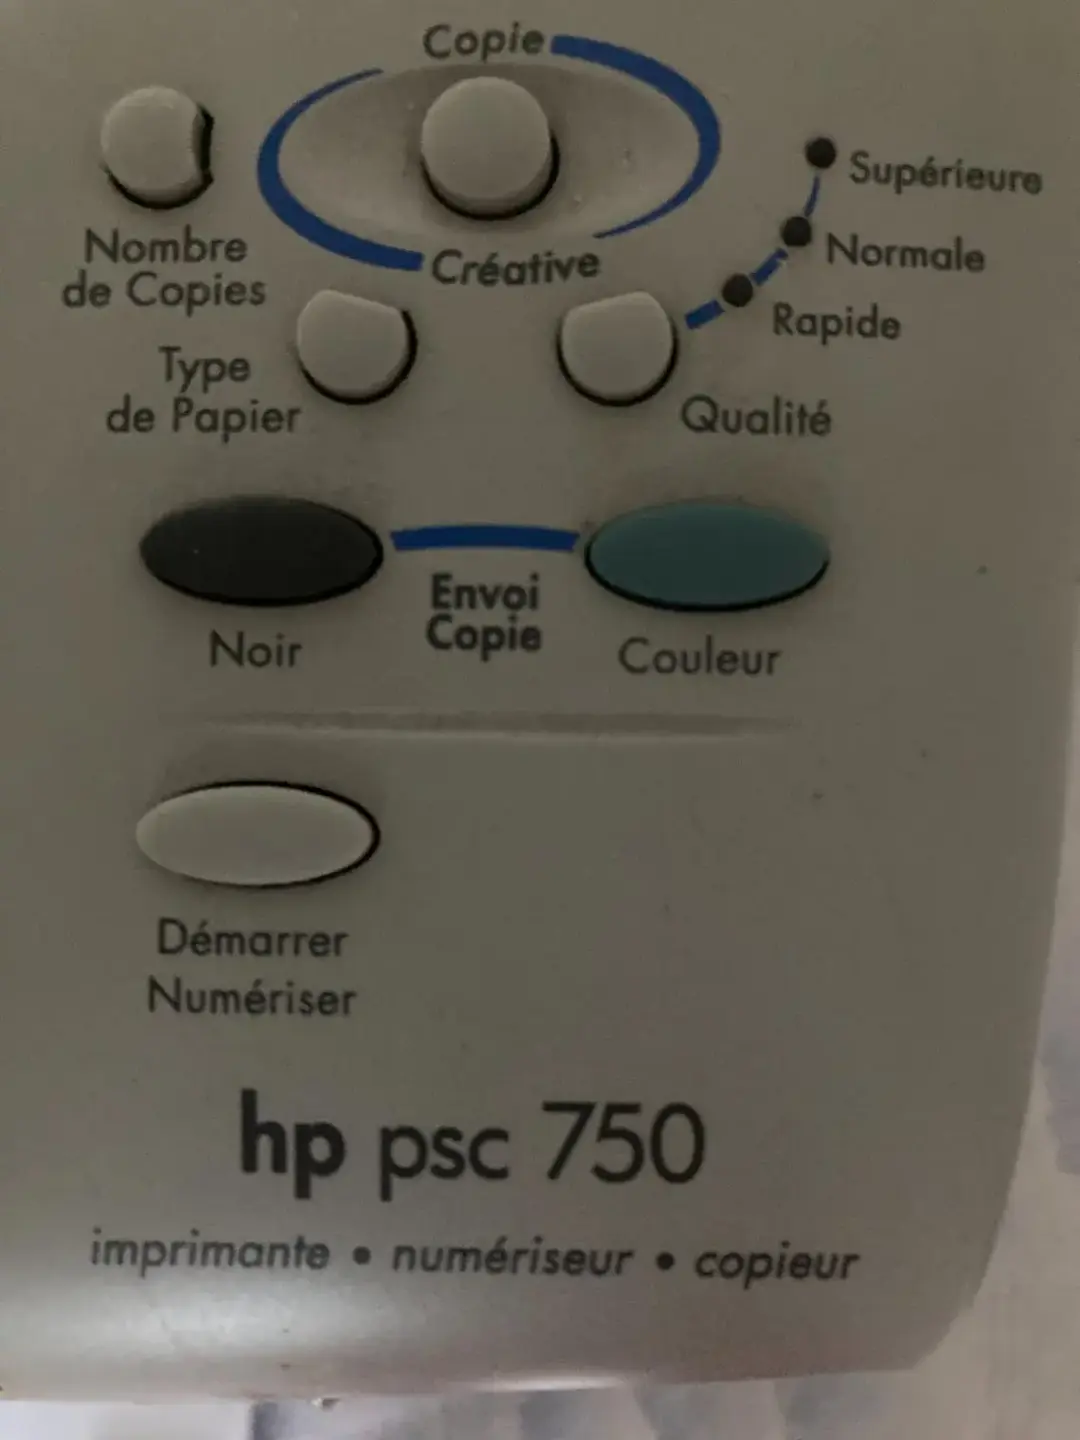 Copie
Supérieure
Nombre
de Copies
Normale
Créative
Rapide
Type
de Papier
Qualité
Envoi
Copie
Noir
Couleur
Démarrer
Numériser
hp psc 750
imprimante • numériseur • copieur